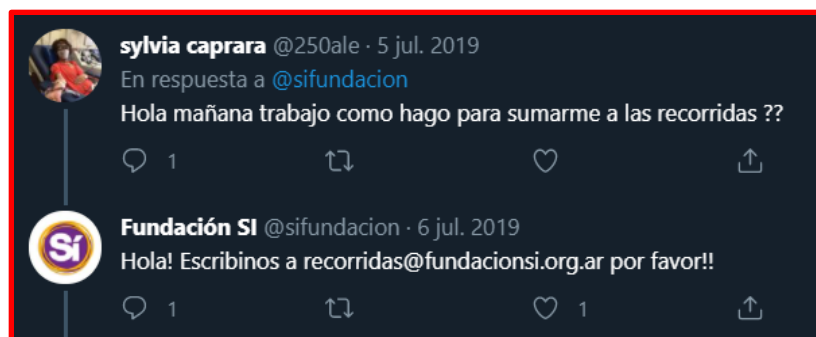 sylvia caprara @250ale · 5 jul. 2019
En respuesta a @sifundacion
Hola mañana trabajo como hago para sumarme a las recorridas ??
1
Sí
Fundación SI @sifundacion · 6 jul. 2019
Hola! Escribinos a recorridas@fundacionsi.org.ar por favor!!
1 1